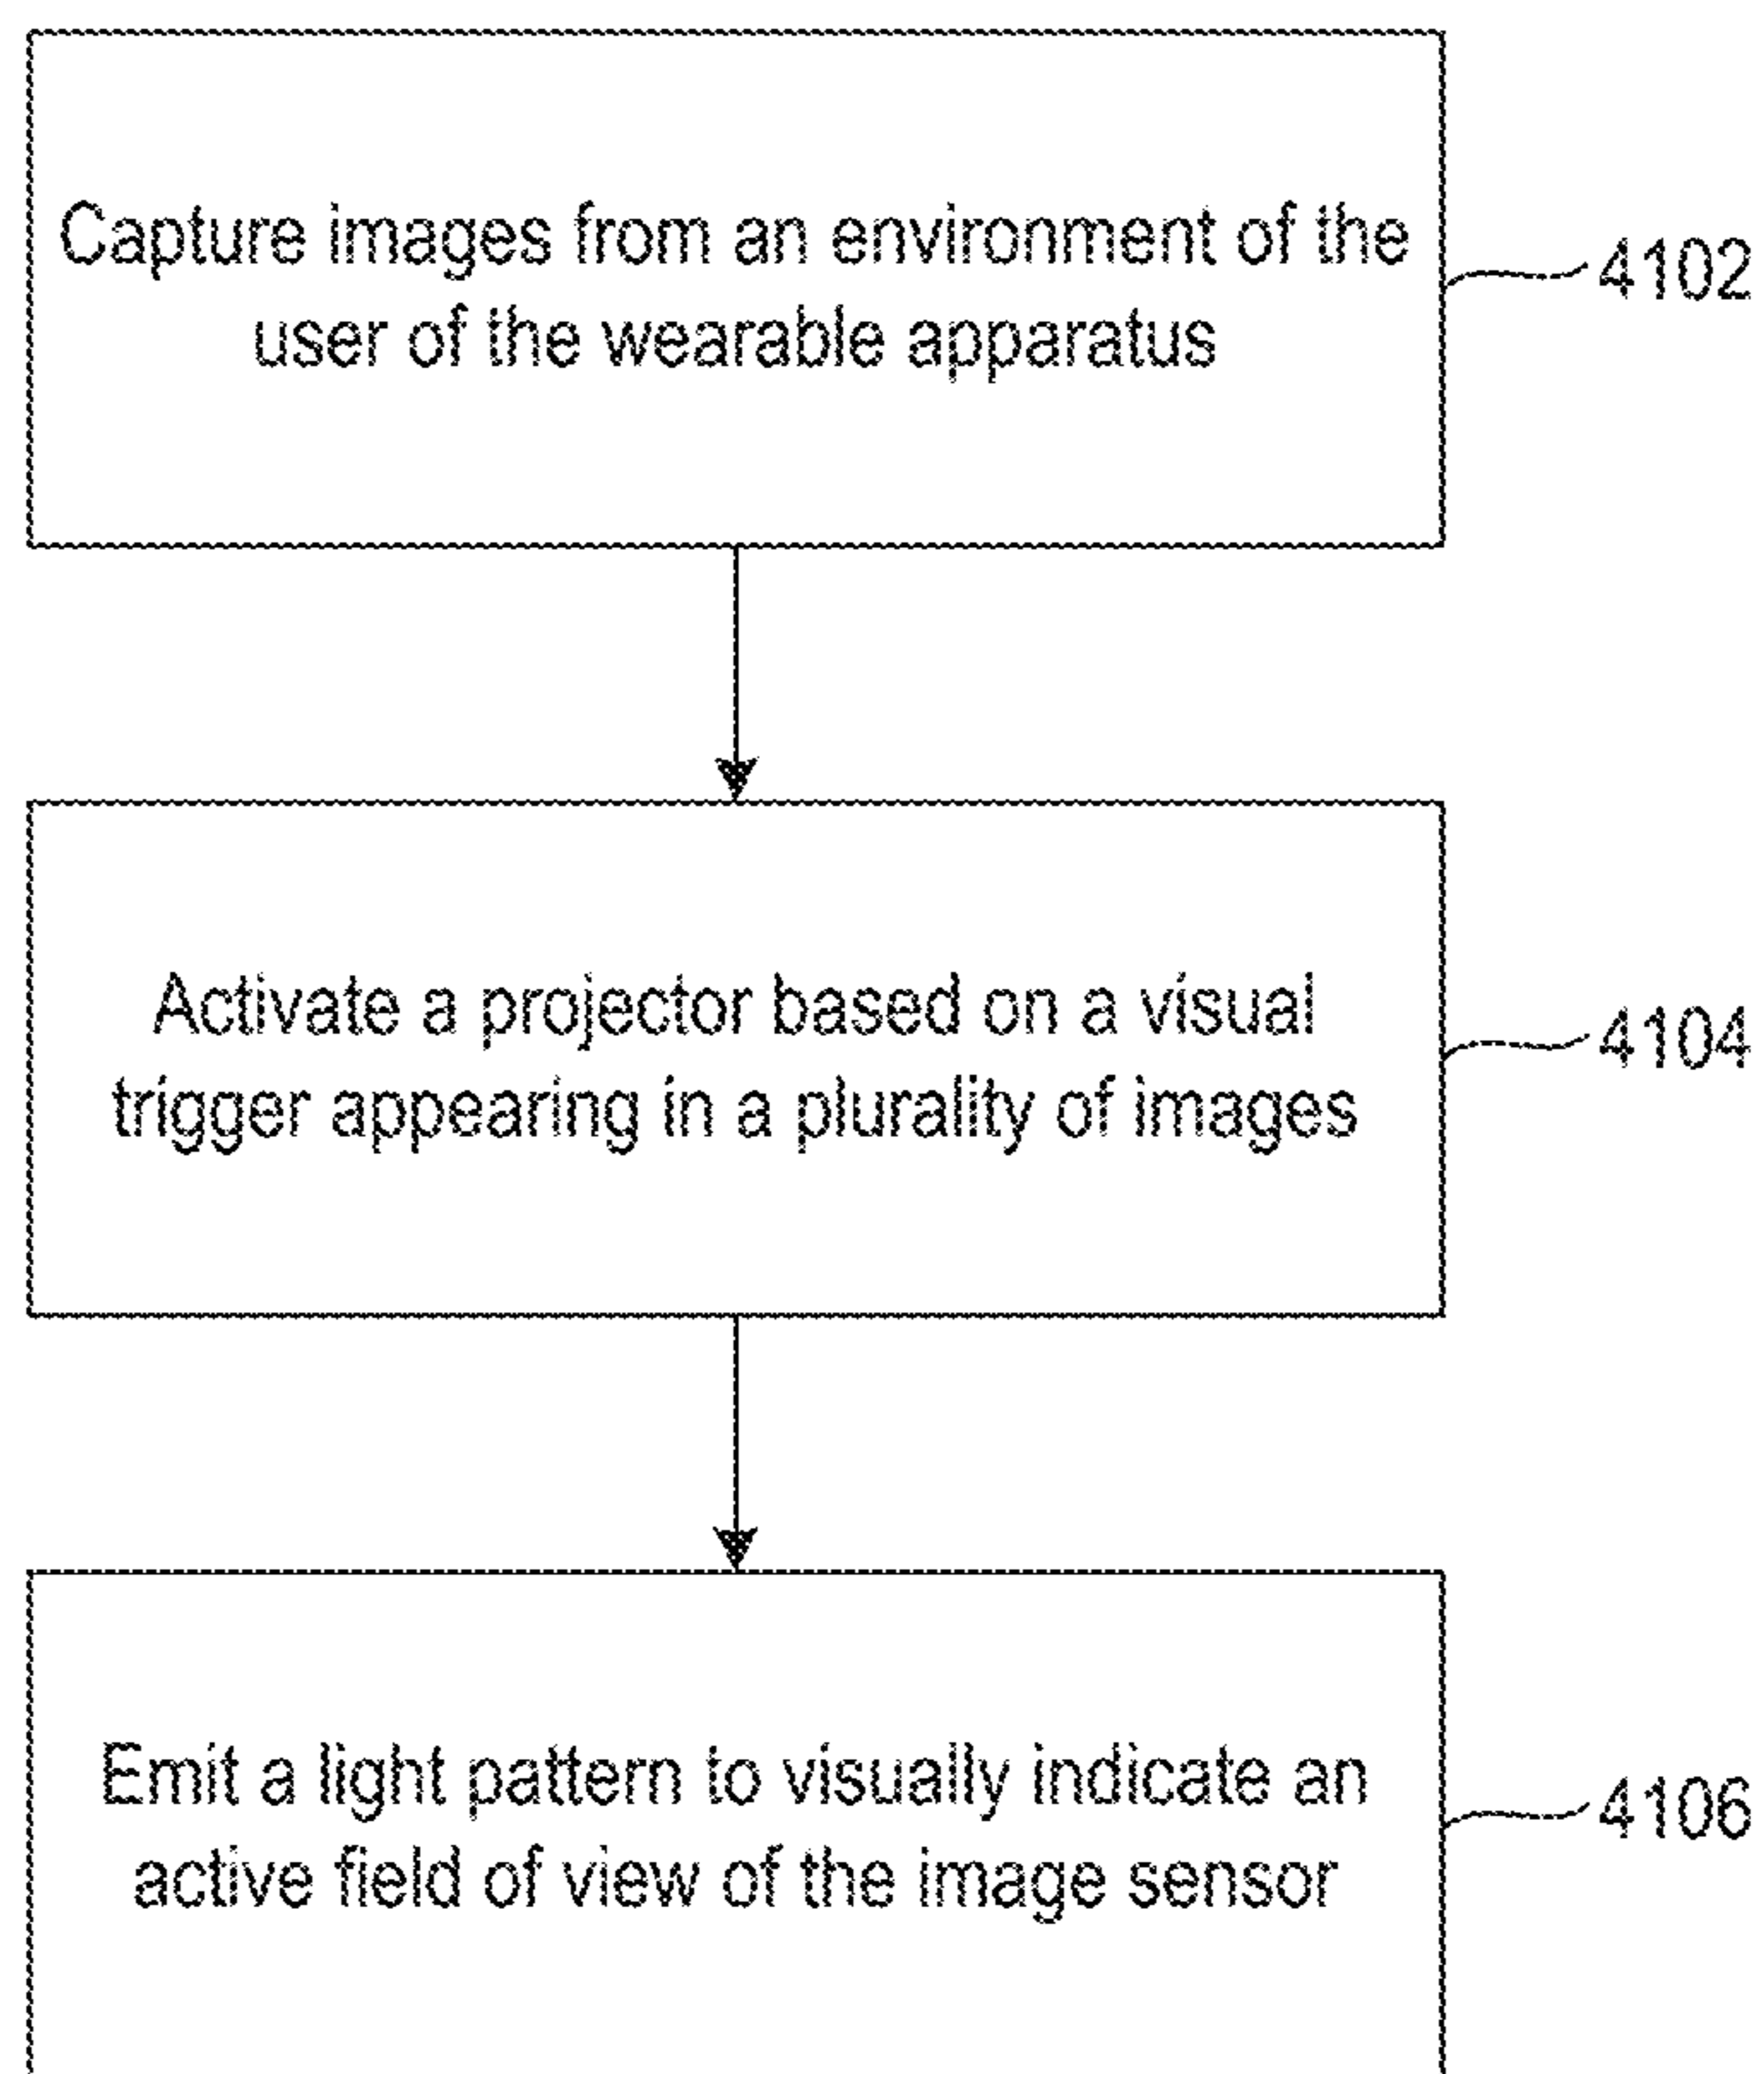 Capture images from an environment of the
user of the wearable apparatus
4102
Activate a projector based on a visual
trigger appearing in a plurality of images
4104
Emit a light pattern to visually indicate an
active field of view of the image sensor
4106